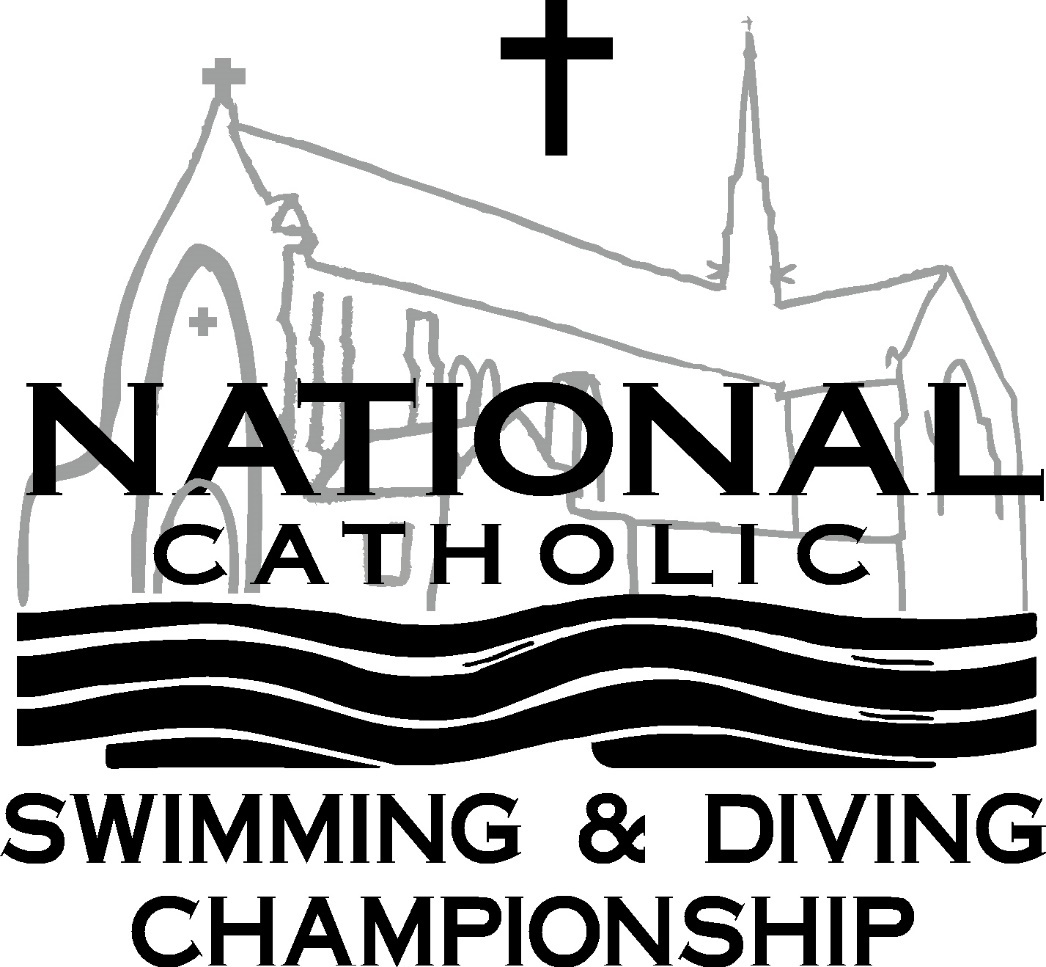 NATIONAL
CATHOLIC
SWIMMING & DIVING
CHAMPIONSHIP